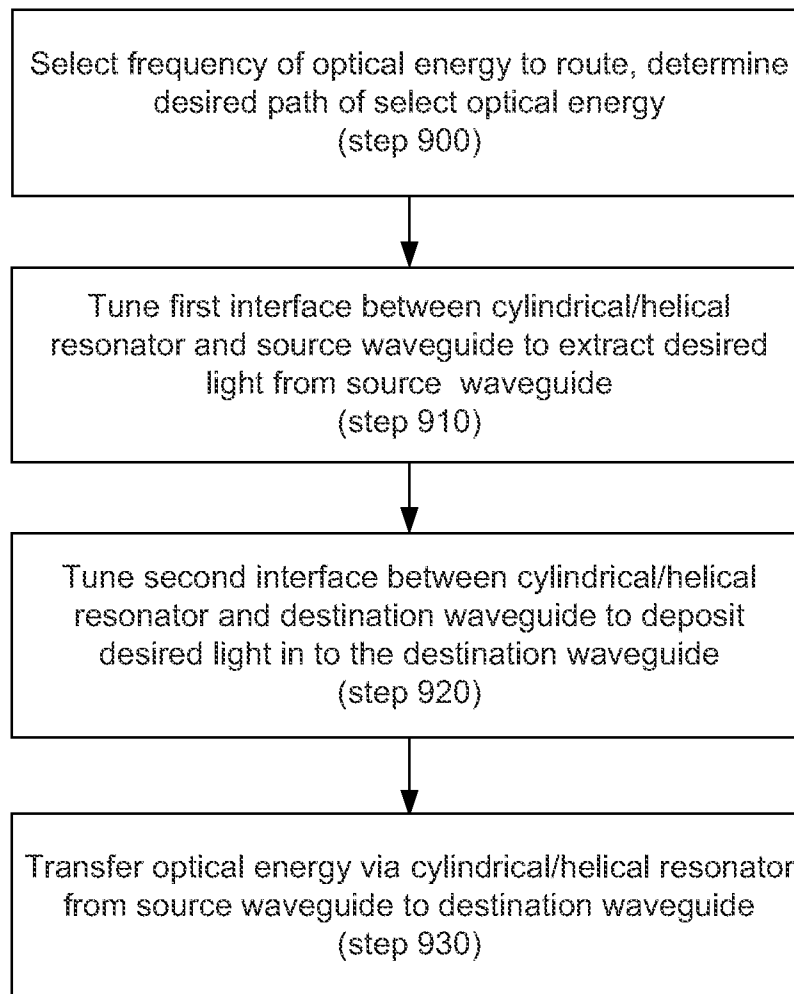 Select frequency of optical energy to route, determine
desired path of select optical energy
(step 900)
Tune first interface between cylindrical/helical
resonator and source waveguide to extract desired
light from source waveguide
(step 910)
Tune second interface between cylindrical/helical
resonator and destination waveguide to deposit
desired light in to the destination waveguide
(step 920)
Transfer optical energy via cylindrical/helical resonator
from source waveguide to destination waveguide
(step 930)